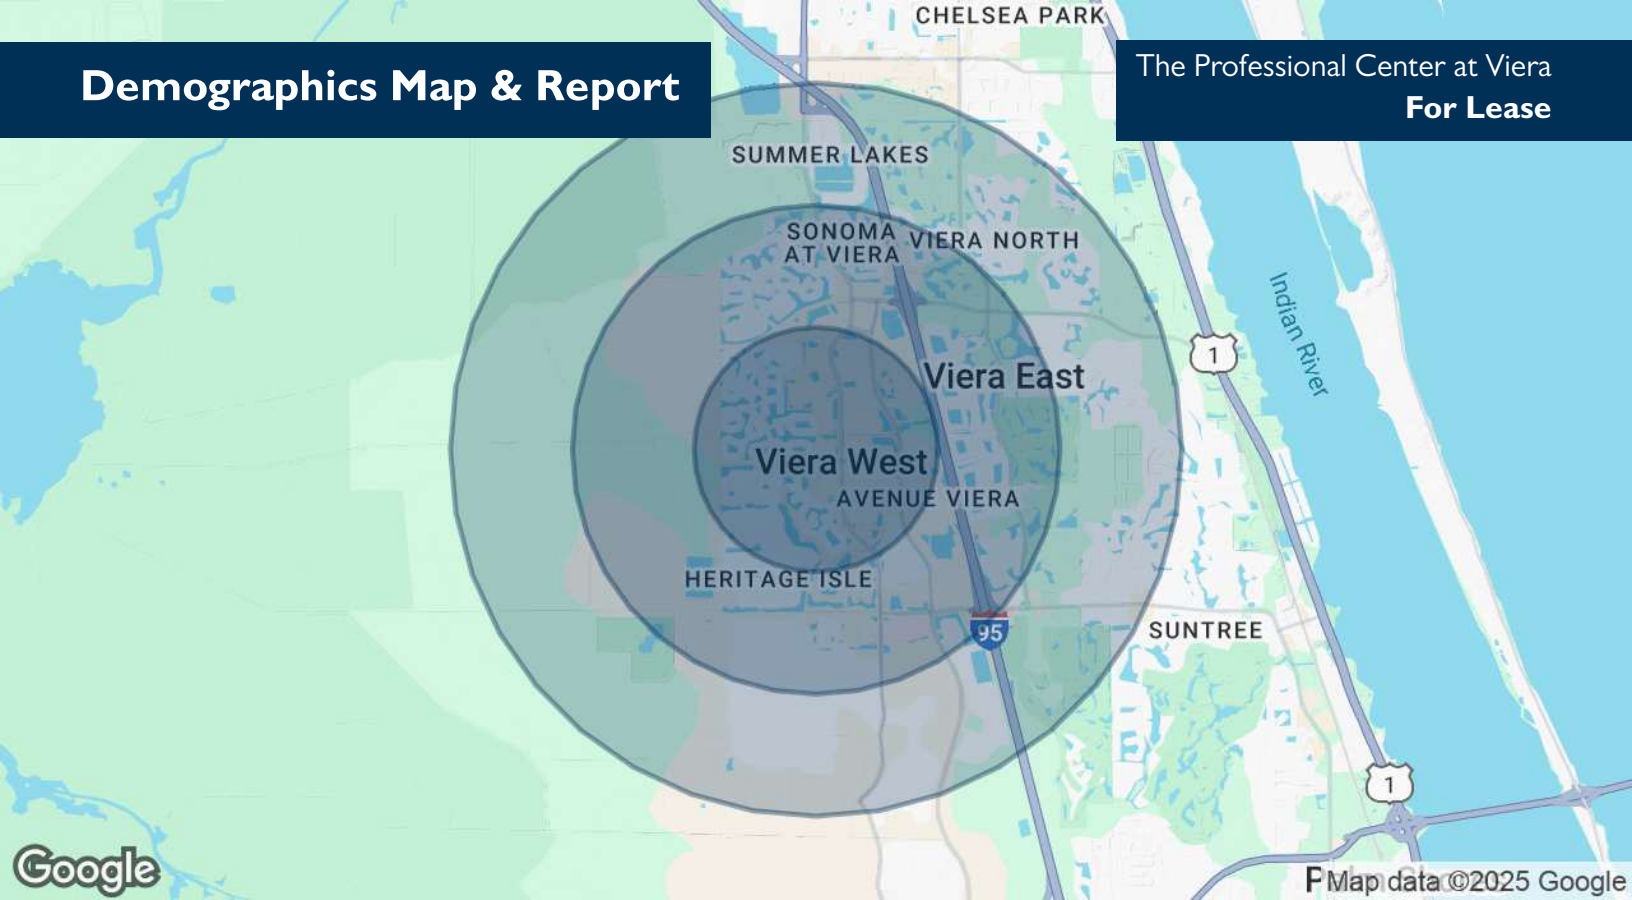 CHELSEA PARK
Demographics Map & Report
The Professional Center at Viera
For Lease
SUMMER LAKES
SONOMA
AT VIERA
VIERA NORTH
Indian River
1
Viera East
Viera West
AVENUE VIERA
HERITAGE ISLE
95
SUNTREE
1
Google
Map data ©2025 Google